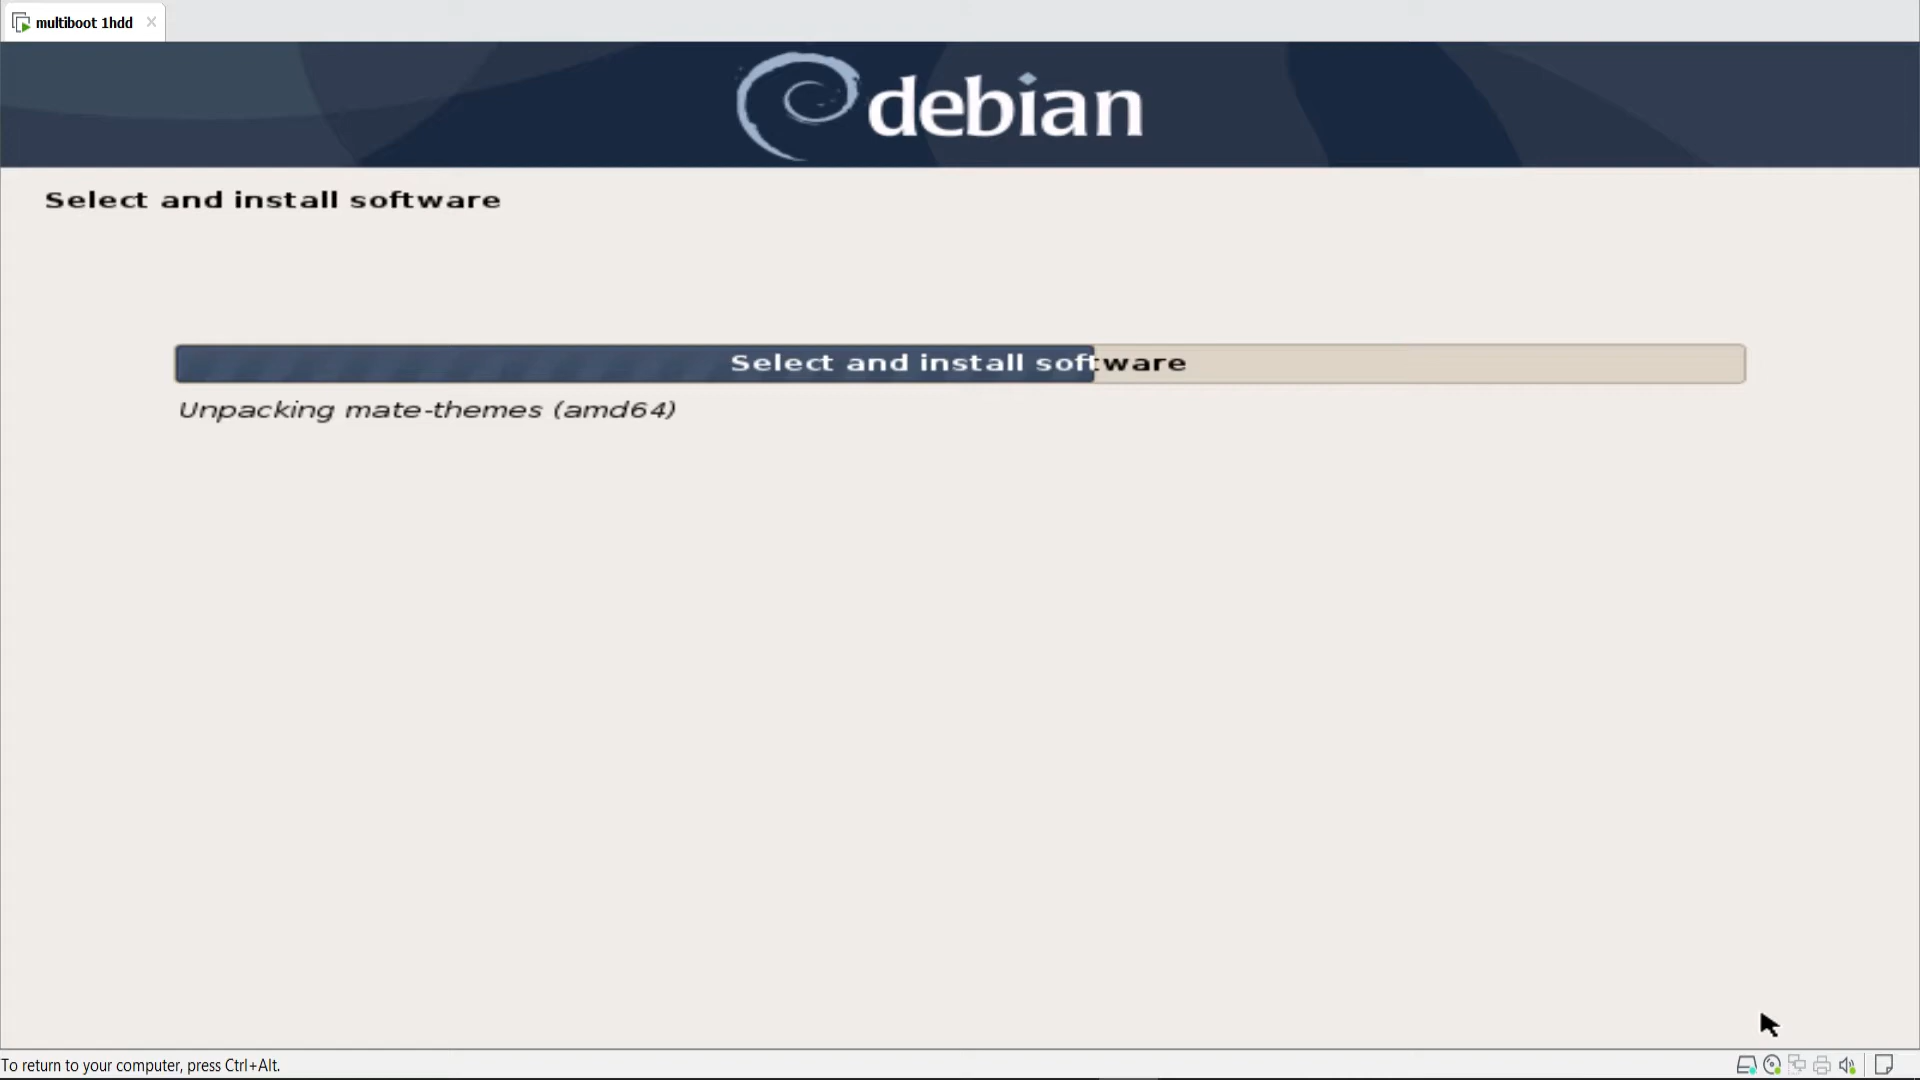 multiboot 1hdd
debian
Select and install software
Select and install software
Unpacking mate-themes (amd64)
To return to your computer, press Ctrl+Alt.